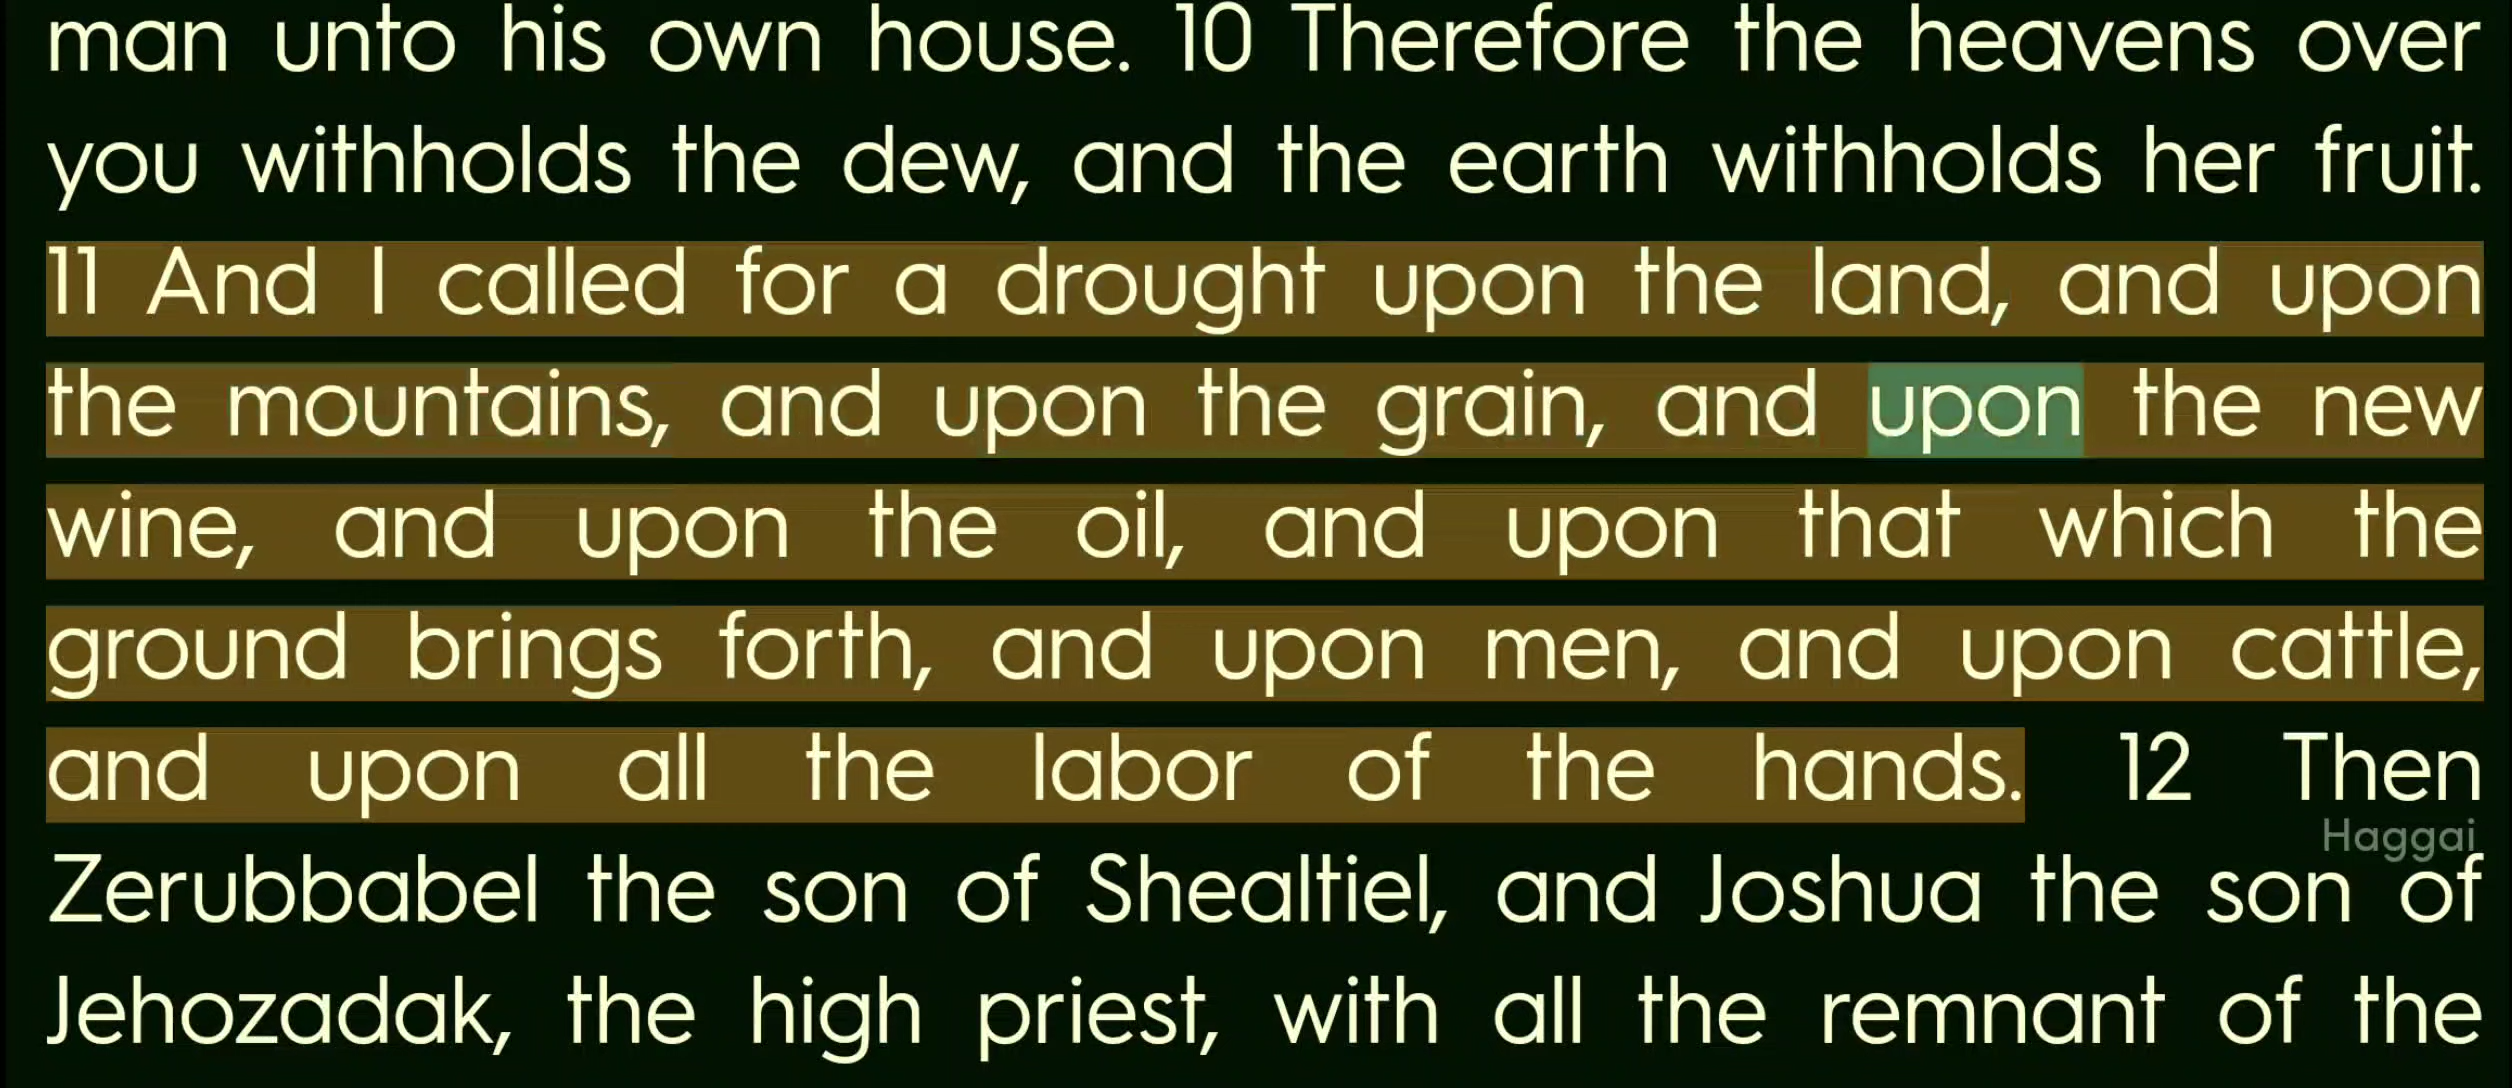 man unto his own house. 10 Therefore the heavens over
you withholds the dew, and the earth withholds her fruit.
11 And I called for a drought upon the land, and upon
the mountains, and upon the grain, and upon the new
wine, and upon the oil, and upon that which the
ground brings forth, and upon men, and upon cattle,
and upon all the labor of the hands. 12 Then
Haggai
Zerubbabel the son of Shealtiel, and Joshua the son of
Jehozadak, the high priest, with all the remnant of the